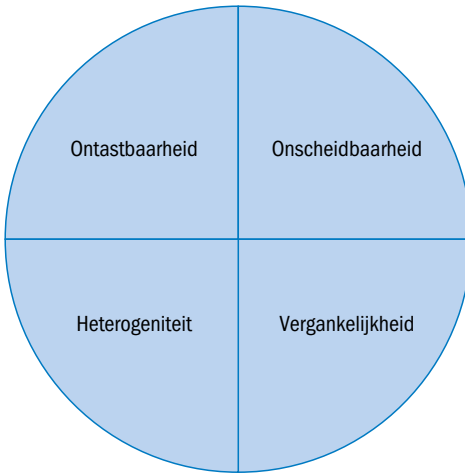 Ontastbaarheid
Onscheidbaarheid
Heterogeniteit
Vergankelijkheid